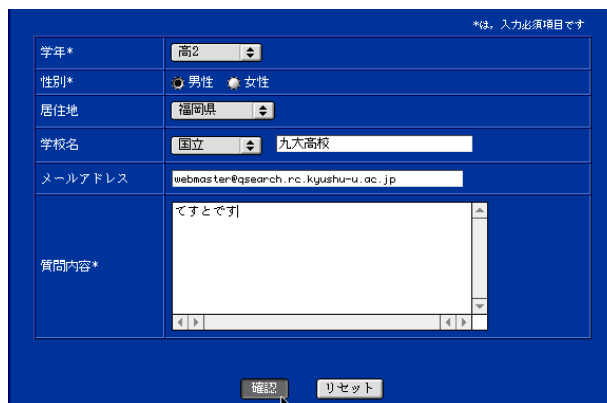 *は、入力必須項目です
学年* 高2
性別* 男性 女性
居住地 福岡県
学校名 国立 九大高校
メールアドレス webmaster@qsearch.rc.kyushu-u.ac.jp
てすとです
質問内容*
確認 リセット